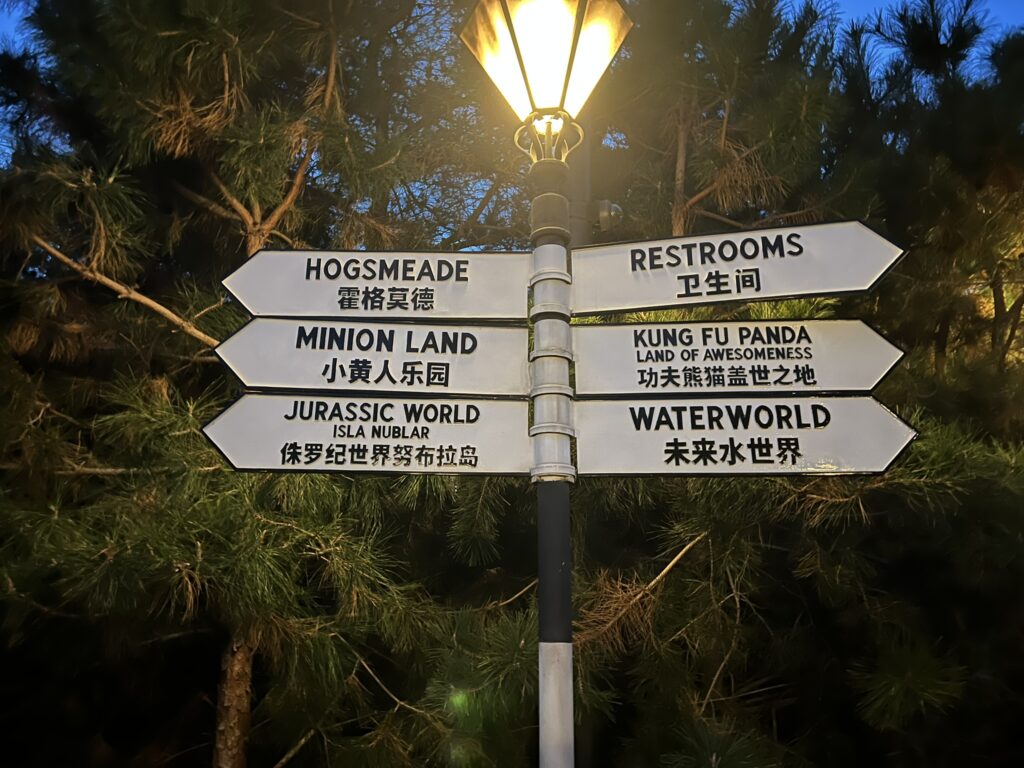 HOGSMEADE
霍格莫德
MINION LAND
小黄人乐园
JURASSIC WORLD
ISLA NUBLAR
侏罗纪世界努布拉岛
RESTROOMS
卫生间
KUNG FU PANDA
LAND OF AWESOMENESS
功夫熊猫盖世之地
WATERWORLD
未来水世界